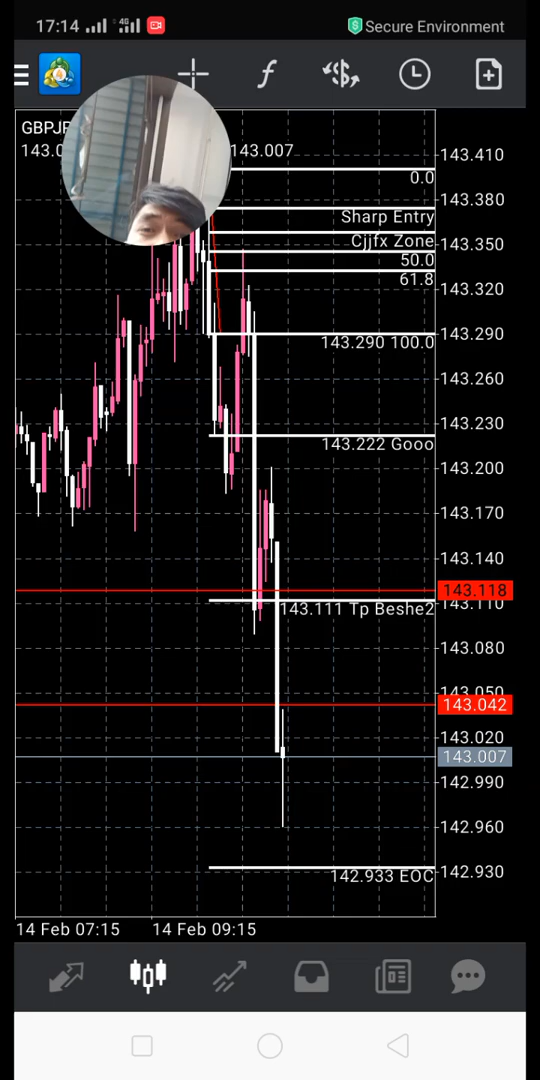 17:14
4G
Secure Environment
f
$
143.0
143.007
143.410
0.0
143.380
Sharp Entry
Cjjfx Zone
143.350
50.0
61.8
143.320
143.290 100.0
143.290
143.260
143.230
143.222 Gooo
143.200
143.170
143.140
143.118
143.110
143.111 Tp Beshe2
143.080
143.050
143.042
143.020
143.007
142.990
142.960
142.930
142.933 EOC
14 Feb 07:15
14 Feb 09:15